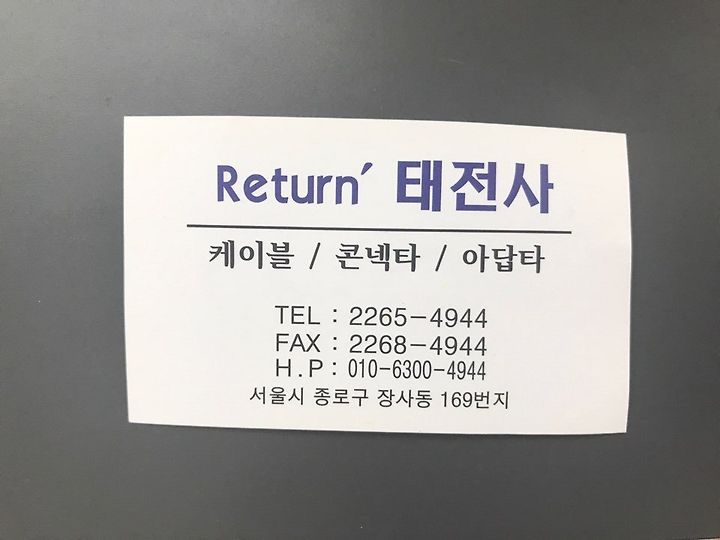 Return′ 태전사
케이블 / 콘넥타 / 아답타
TEL : 2265-4944
FAX : 2268-4944
H.P : 010-6300-4944
서울시 종로구 장사동 169번지